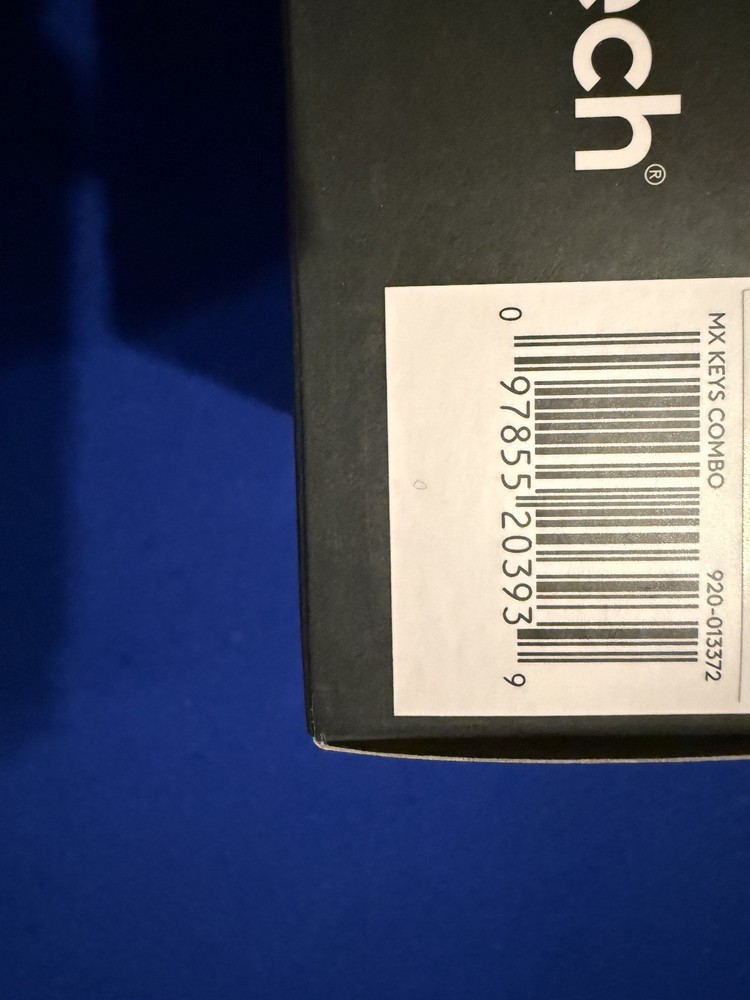 ech®
MX KEYS COMBO 920-013372
0 97855 20393 9